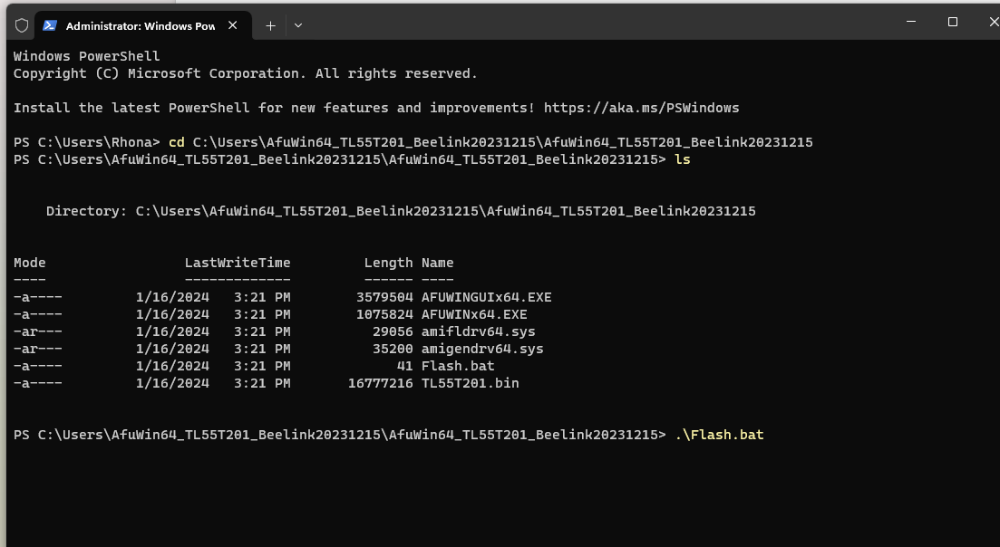 Administrator: Windows Pow
Windows PowerShell
Copyright (C) Microsoft Corporation. All rights reserved.
Install the latest PowerShell for new features and improvements! https://aka.ms/PSWindows
PS C:\Users\Rhona> cd C:\Users\AfuWin64_TL55T201_Beelink20231215\AfuWin64_TL55T201_Beelink20231215
PS C:\Users\AfuWin64_TL55T201_Beelink20231215\AfuWin64_TL55T201_Beelink20231215> ls
    Directory: C:\Users\AfuWin64_TL55T201_Beelink20231215\AfuWin64_TL55T201_Beelink20231215
Mode                 LastWriteTime         Length Name
----                 -------------         ------ ----
-a----         1/16/2024   3:21 PM        3579504 AFUWINGUIx64.EXE
-a----         1/16/2024   3:21 PM        1075824 AFUWINx64.EXE
-ar---         1/16/2024   3:21 PM          29056 amifldrv64.sys
-ar---         1/16/2024   3:21 PM          35200 amigendrv64.sys
-a----         1/16/2024   3:21 PM             41 Flash.bat
-a----         1/16/2024   3:21 PM       16777216 TL55T201.bin
PS C:\Users\AfuWin64_TL55T201_Beelink20231215\AfuWin64_TL55T201_Beelink20231215> .\Flash.bat